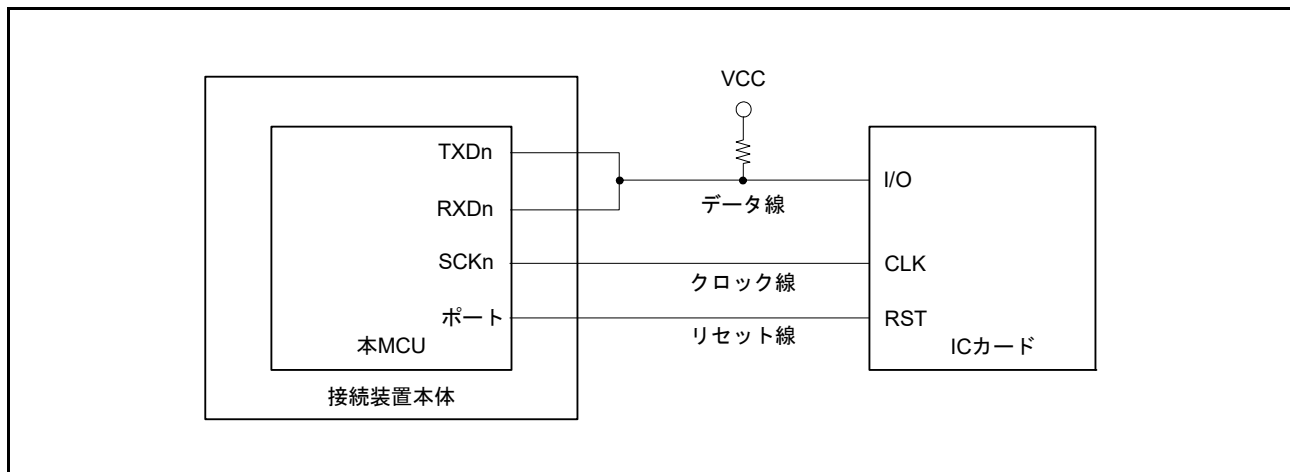 VCC
TXDn
RXDn
SCKn
ポート
本MCU
接続装置本体
データ線
クロック線
リセット線
I/O
CLK
RST
ICカード